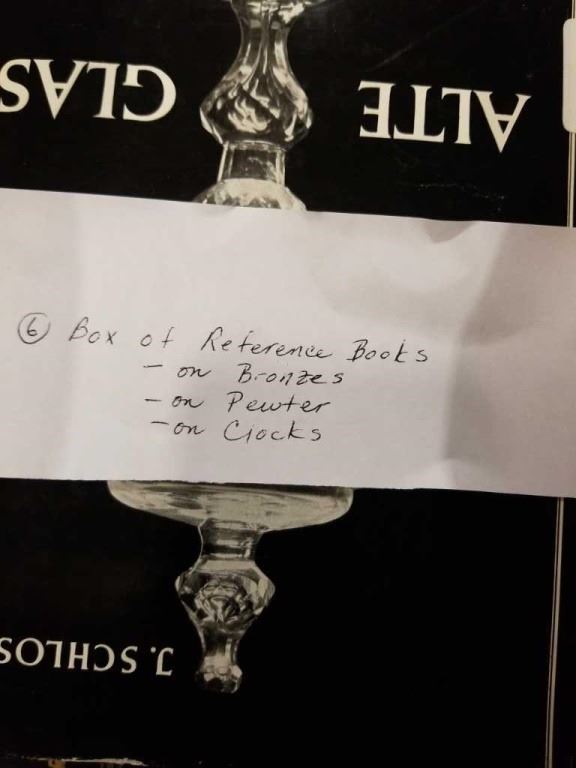 ALTE GLAS
⑥ Box of Reference Books
- on Bronzes
- on Pewter
- on Clocks
J. SCHLOS